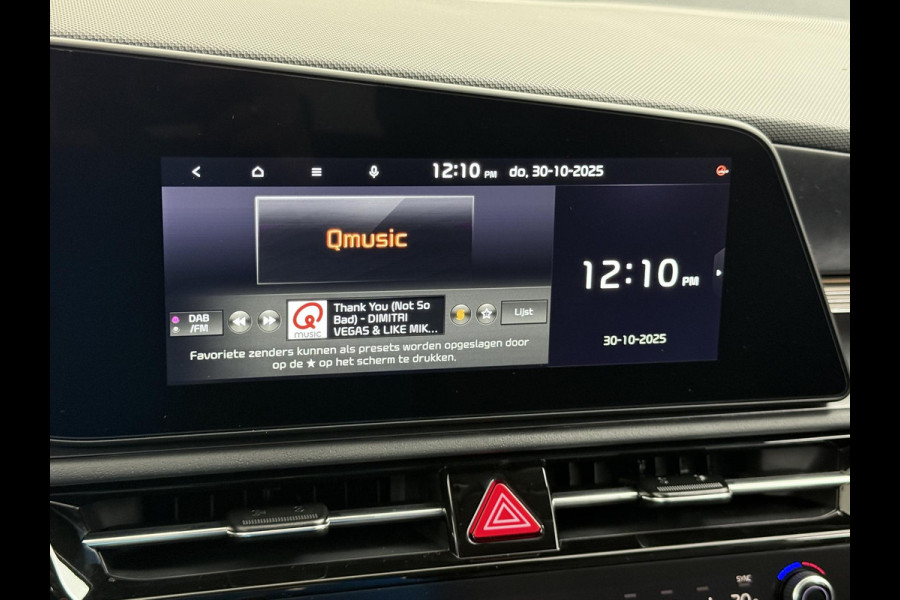 12:10 PM do, 30-10-2025
Qmusic
DAB
/FM
Q
music
Thank You (Not So
Bad) - DIMITRI
VEGAS & LIKE MIK...
Lijst
Favoriete zenders kunnen als presets worden opgeslagen door
op de ★ op het scherm te drukken.
12:10 PM
30-10-2025
SYNC